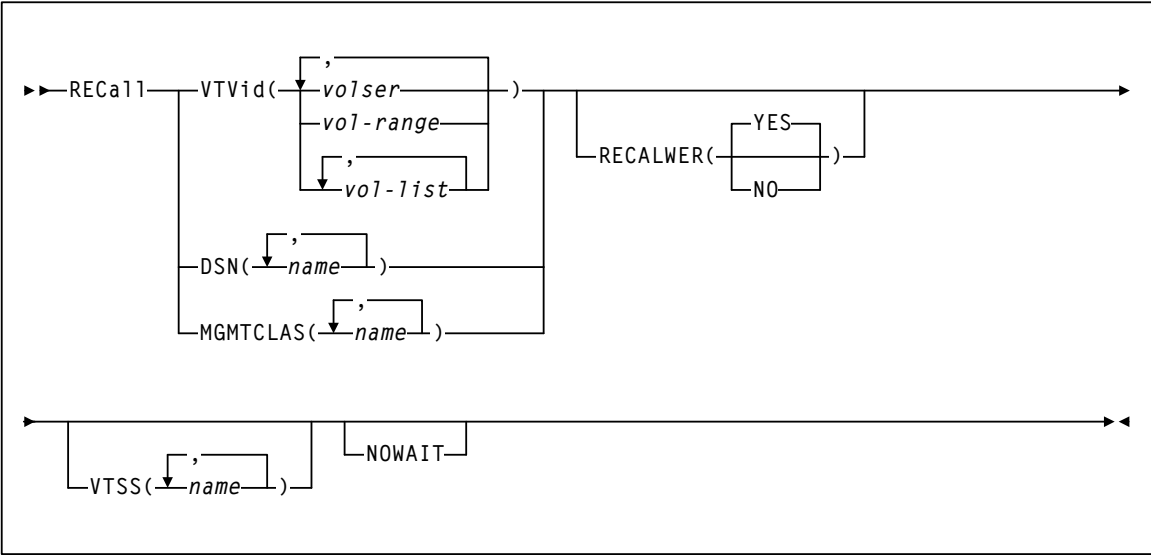 ,
RECall VTVid( volser )
vol-range
YES
RECALWER( )
NO
,
vol-list
,
DSN( name )
,
MGMTCLAS( name )
NOWAIT
,
VTSS( name )